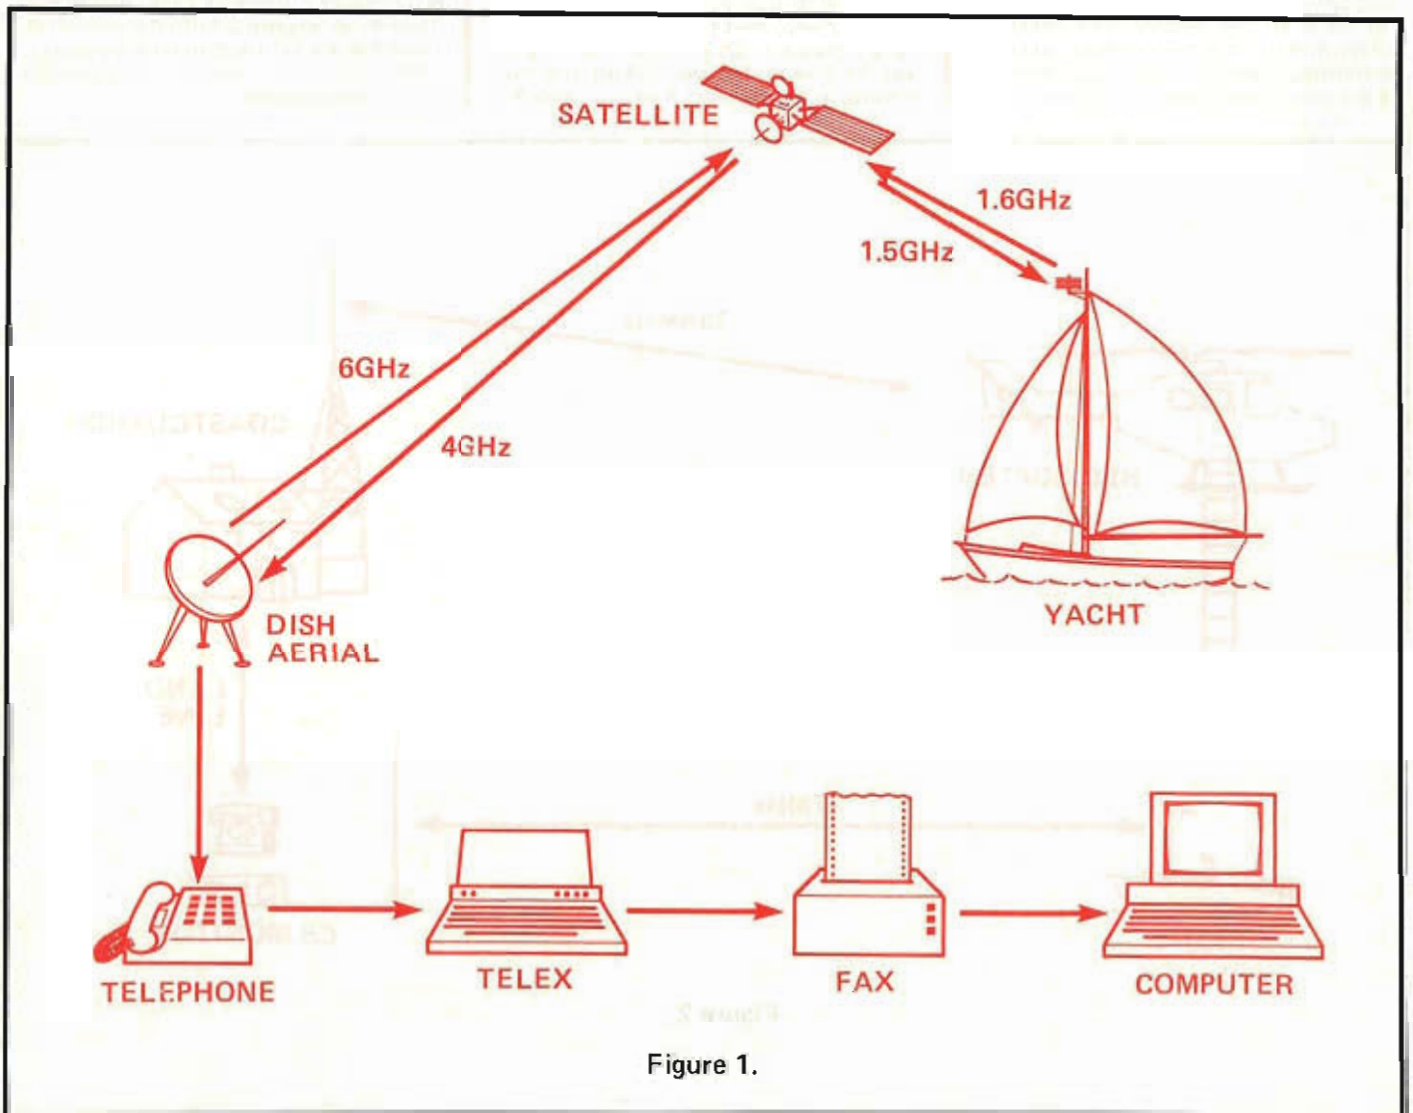 SATELLITE
1.6GHz
1.5GHz
6GHz
4GHz
DISH
AERIAL
YACHT
TELEPHONE
TELEX
FAX
COMPUTER
Figure 1.